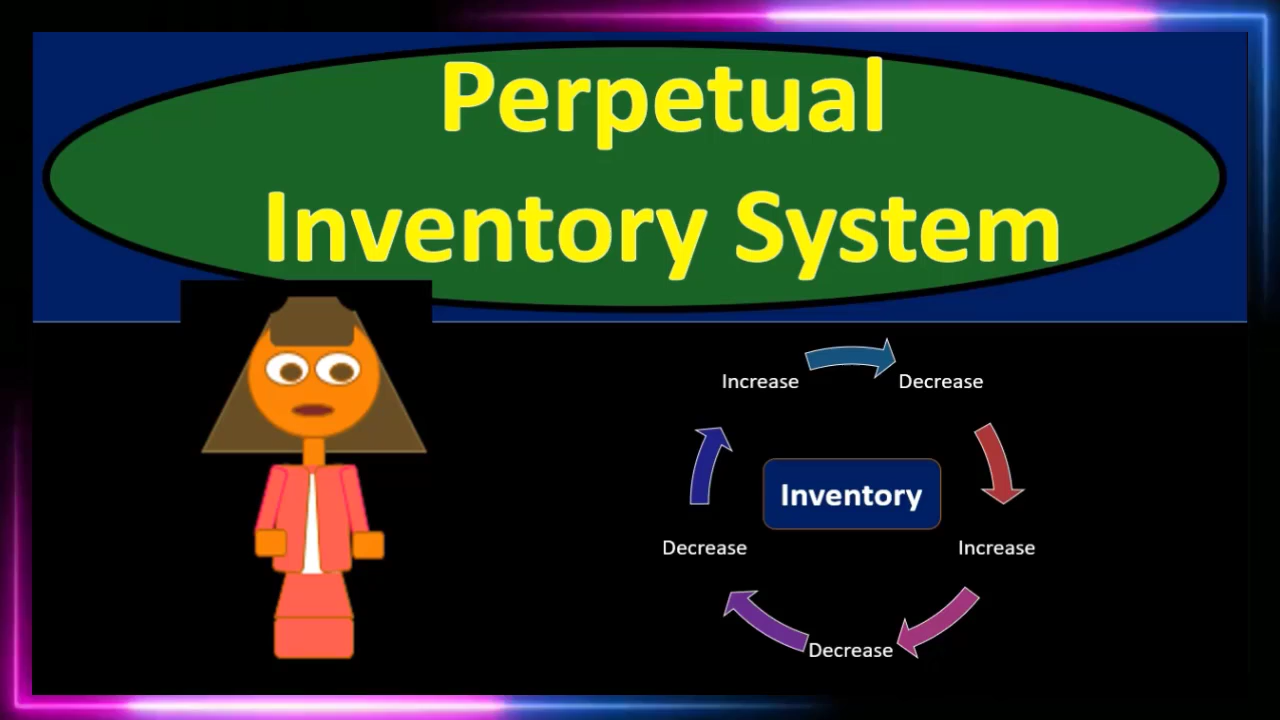 Perpetual
Inventory System
Increase
Decrease
Inventory
Decrease
Increase
Decrease